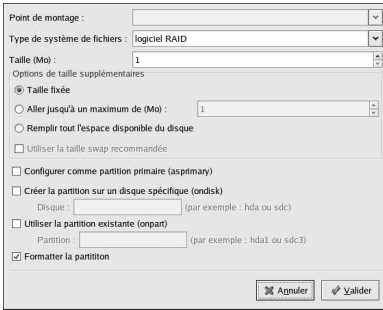 Point de montage :
Type de système de fichiers : logiciel RAID
Taille (Mo) : 1
Options de taille supplémentaires
Taille fixée
Aller jusqu'à un maximum de (Mo) : 1
Remplir tout l'espace disponible du disque
Utiliser la taille swap recommandée
Configurer comme partition primaire (asprimary)
Créer la partition sur un disque spécifique (ondisk)
Disque : (par exemple : hda ou sdc)
Utiliser la partition existante (onpart)
Partition : (par exemple : hda1 ou sdc3)
Formatter la partititon
Annuler Valider